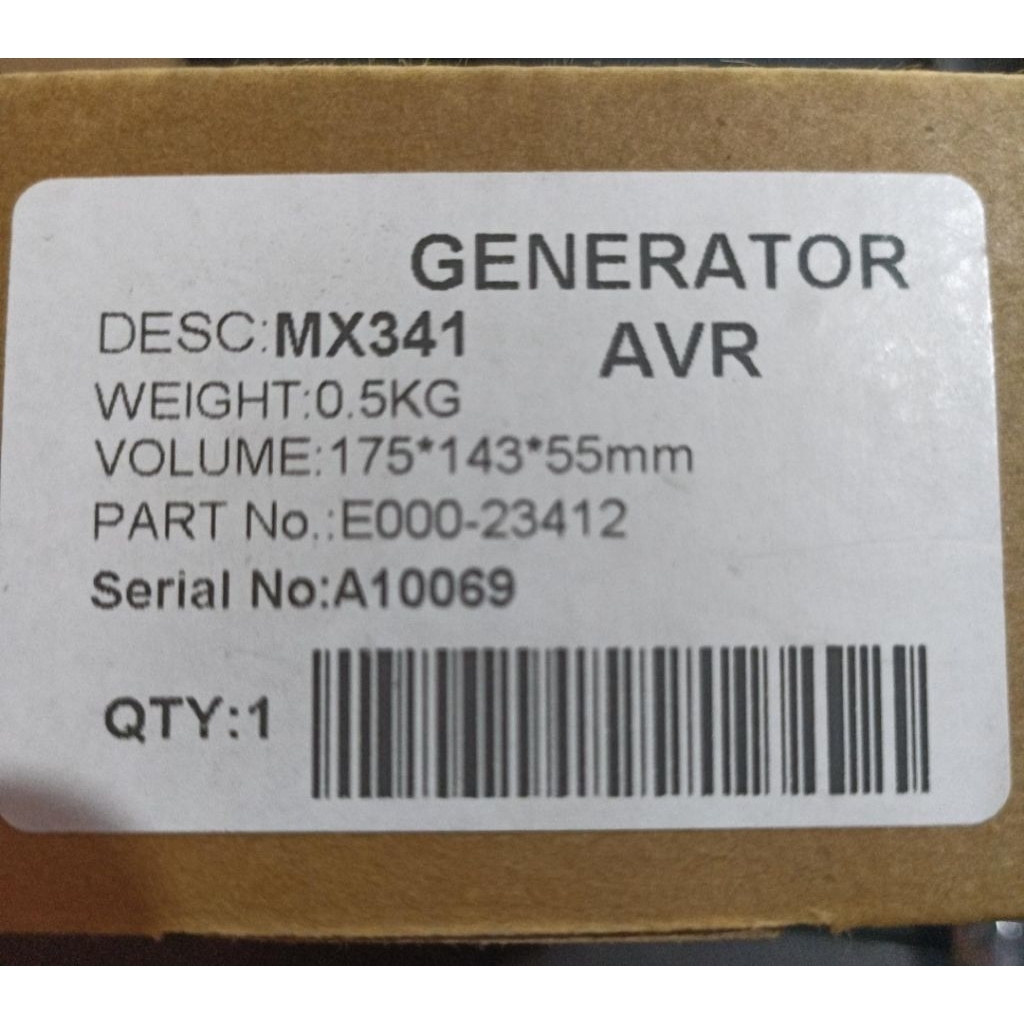 GENERATOR
AVR
DESC:MX341
WEIGHT:0.5KG
VOLUME:175*143*55mm
PART No.:E000-23412
Serial No:A10069
QTY:1